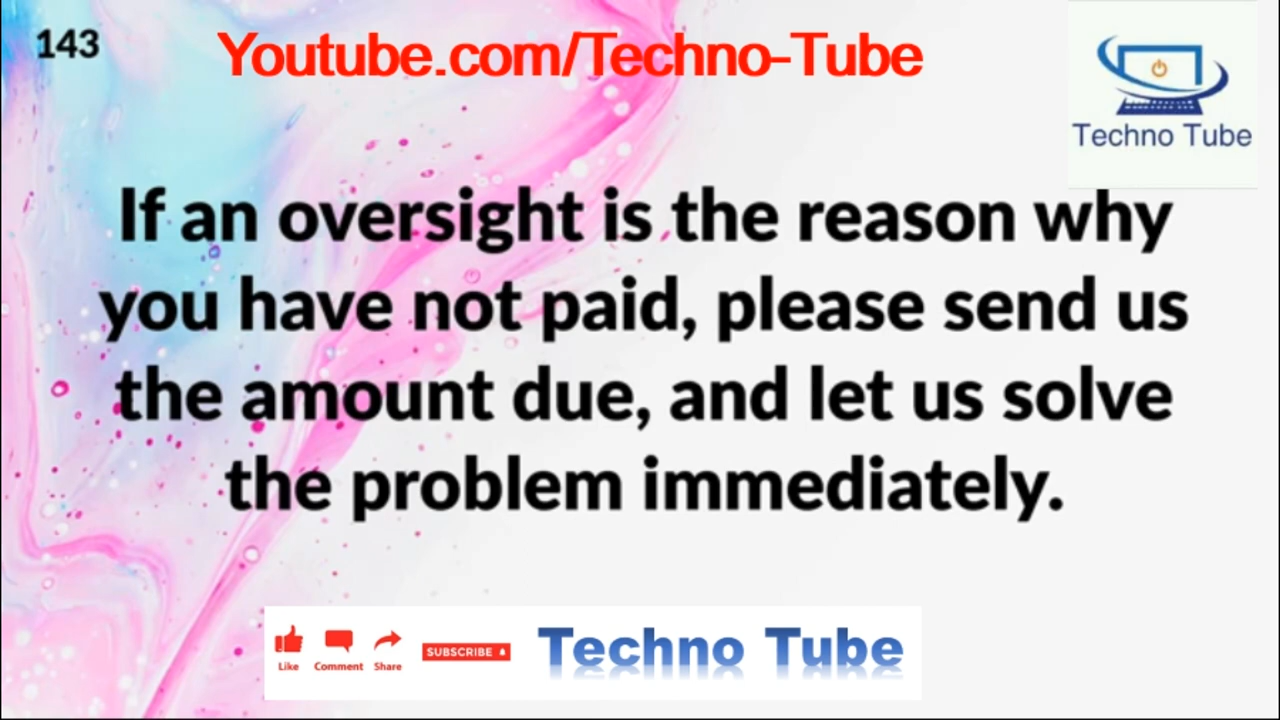 143
Youtube.com/Techno-Tube
Techno Tube
If an oversight is the reason why
you have not paid, please send us
the amount due, and let us solve
the problem immediately.
Like Comment Share
SUBSCRIBE
Techno Tube